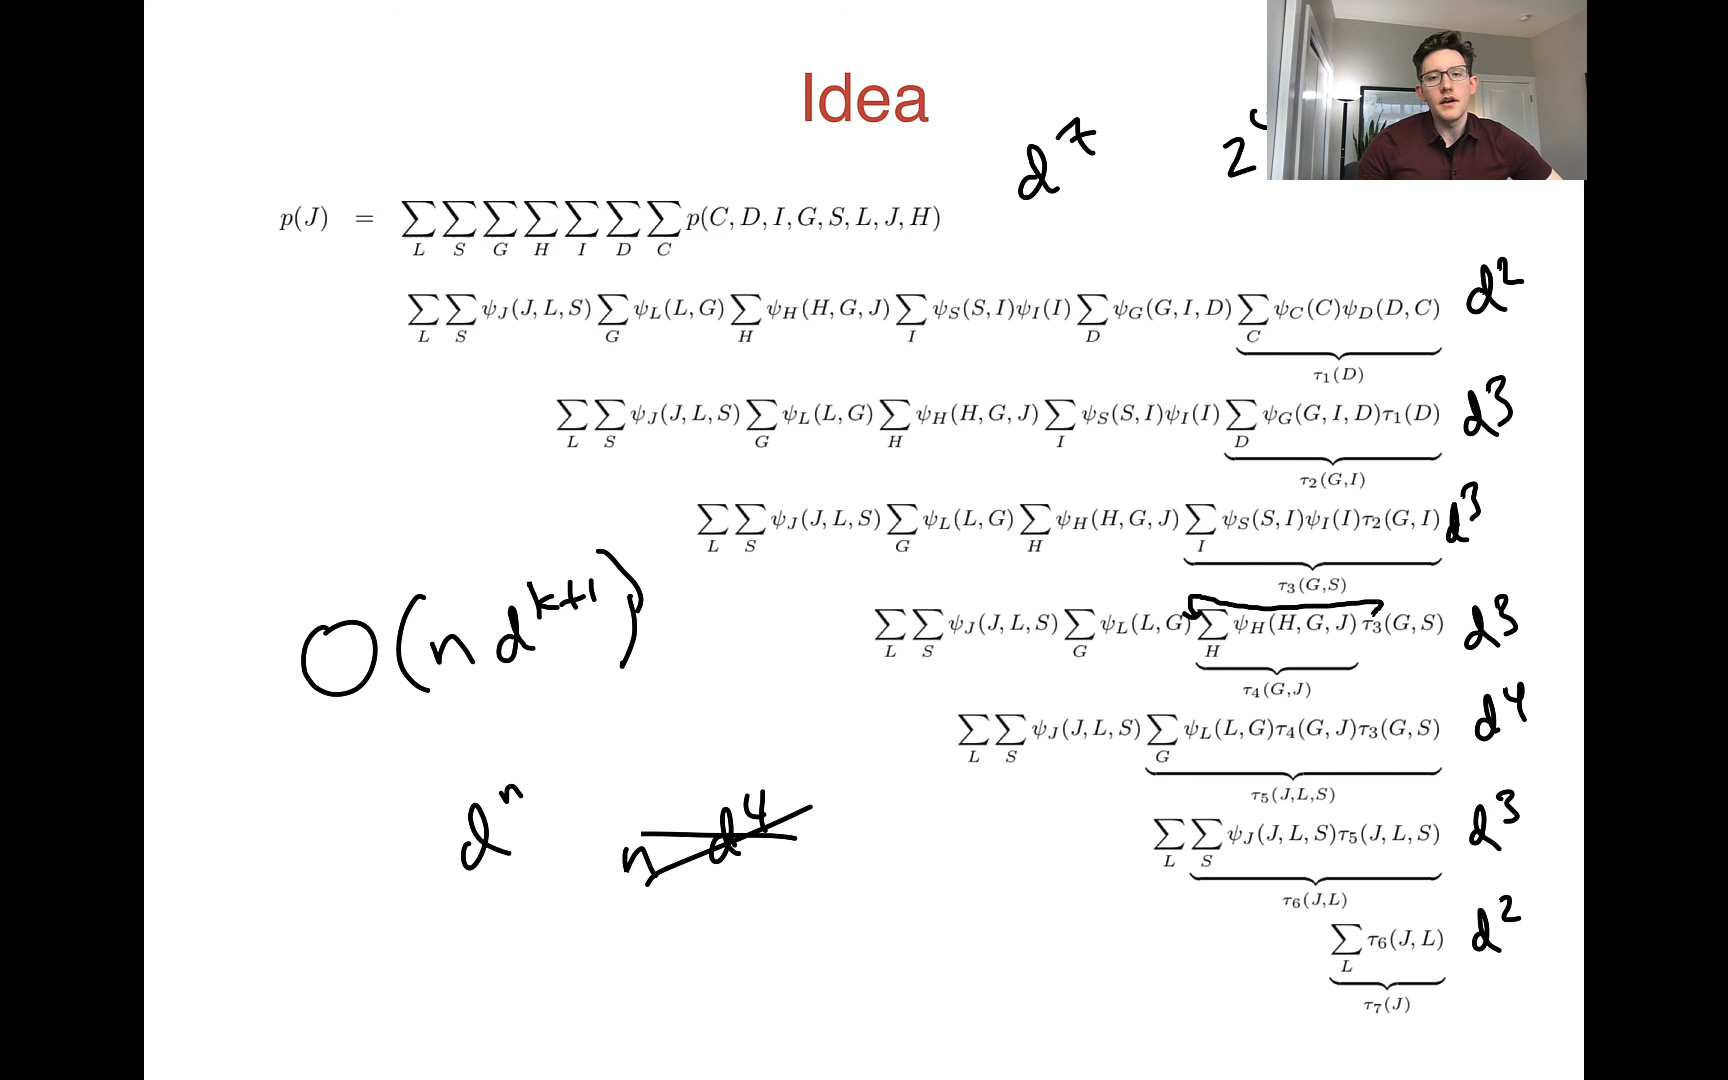 Idea
d^7
2
p(J) = ∑_L ∑_S ∑_G ∑_H ∑_I ∑_D ∑_C p(C, D, I, G, S, L, J, H)
∑_L ∑_S ψ_J(J, L, S) ∑_G ψ_L(L, G) ∑_H ψ_H(H, G, J) ∑_I ψ_S(S, I)ψ_I(I) ∑_D ψ_G(G, I, D) ∑_C ψ_C(C)ψ_D(D, C) d^2
τ_1(D)
∑_L ∑_S ψ_J(J, L, S) ∑_G ψ_L(L, G) ∑_H ψ_H(H, G, J) ∑_I ψ_S(S, I)ψ_I(I) ∑_D ψ_G(G, I, D)τ_1(D) d^3
τ_2(G,I)
∑_L ∑_S ψ_J(J, L, S) ∑_G ψ_L(L, G) ∑_H ψ_H(H, G, J) ∑_I ψ_S(S, I)ψ_I(I)τ_2(G, I) d^3
τ_3(G,S)
∑_L ∑_S ψ_J(J, L, S) ∑_G ψ_L(L, G) ∑_H ψ_H(H, G, J) τ_3(G, S) d^3
τ_4(G,J)
O(n d^{k+1})
∑_L ∑_S ψ_J(J, L, S) ∑_G ψ_L(L, G)τ_4(G, J)τ_3(G, S) d^4
τ_5(J,L,S)
d^n n d^4
∑_L ∑_S ψ_J(J, L, S)τ_5(J, L, S) d^3
τ_6(J,L)
∑_L τ_6(J, L) d^2
τ_7(J)